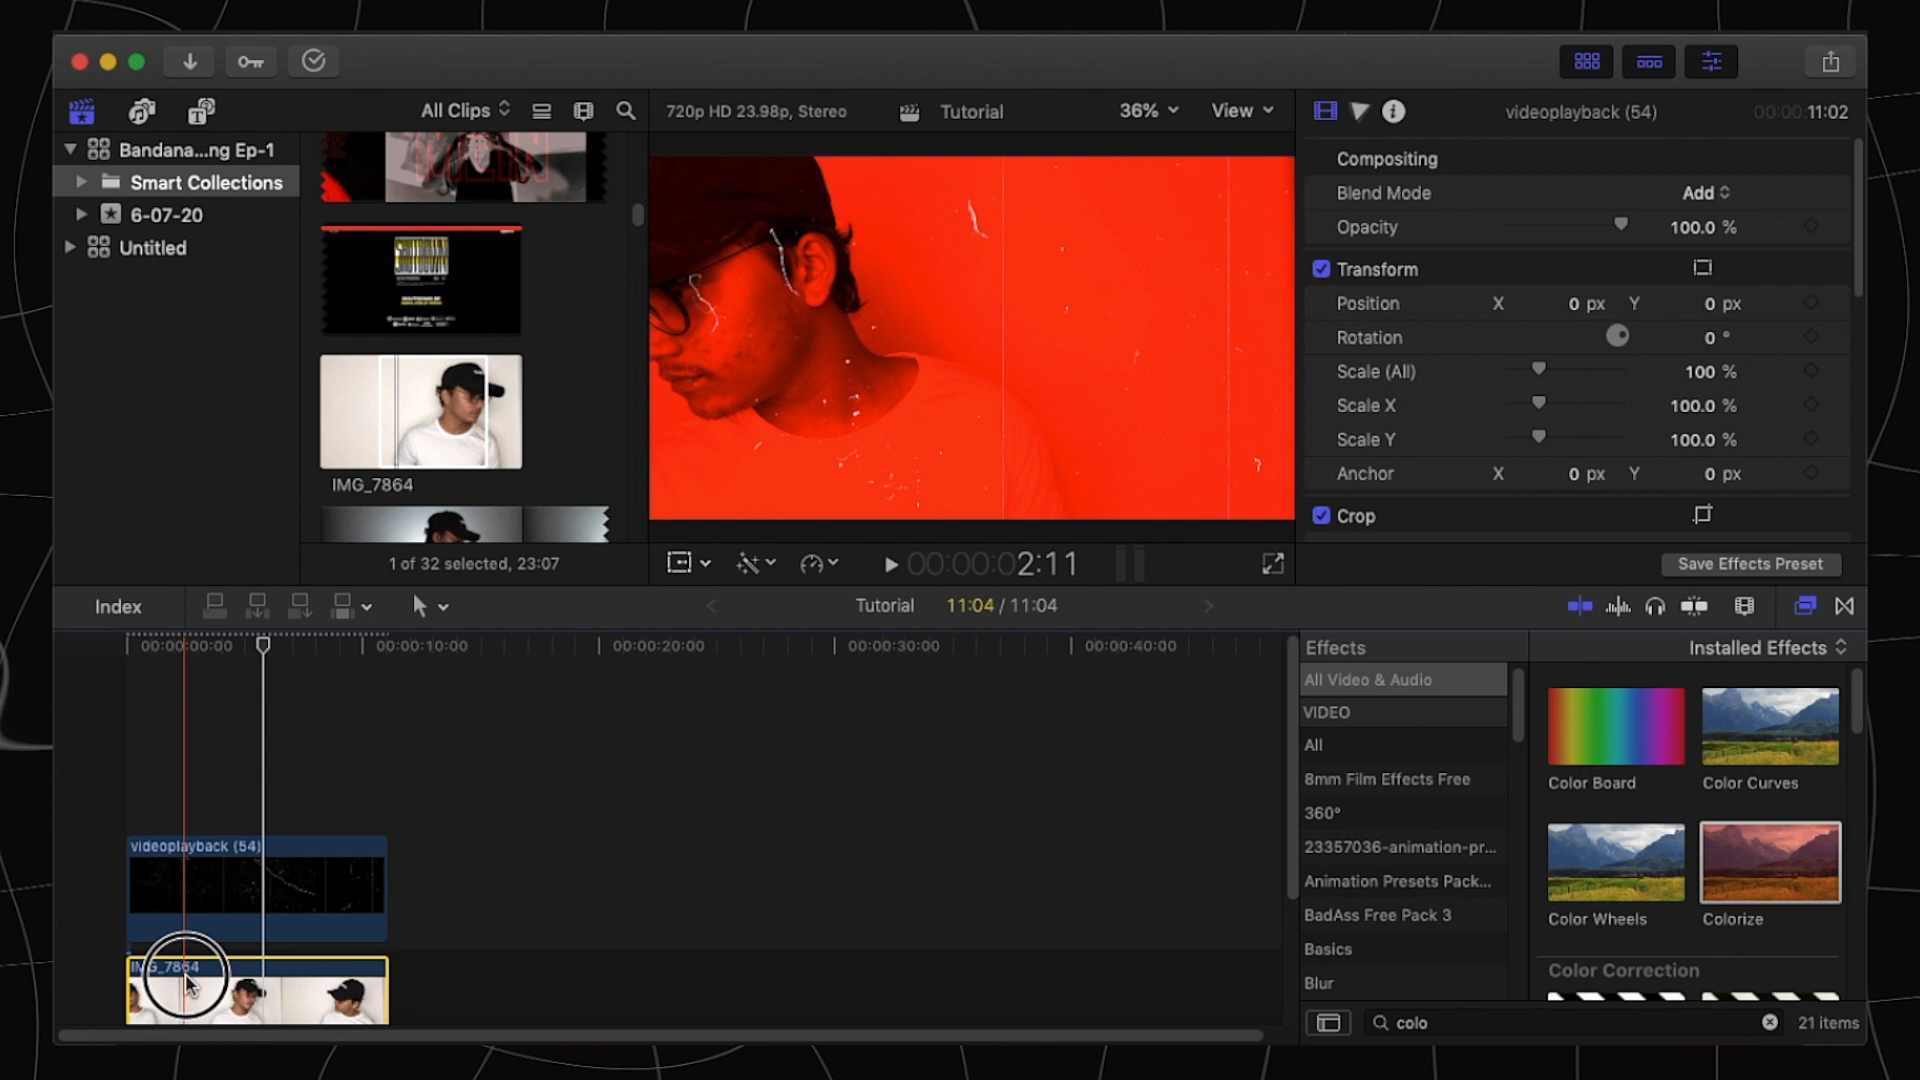 All Clips
720p HD 23.98p, Stereo
Tutorial
36%
View
videoplayback (54)
00:00:11:02
Bandana...ng Ep-1
Smart Collections
6-07-20
Untitled
IMG_7864
1 of 32 selected, 23:07
00:00:02:11
Compositing
Blend Mode
Add
Opacity
100.0 %
Transform
Position
X
0 px
Y
0 px
Rotation
0 °
Scale (All)
100 %
Scale X
100.0 %
Scale Y
100.0 %
Anchor
X
0 px
Y
0 px
Crop
Save Effects Preset
Index
Tutorial
11:04 / 11:04
00:00:00:00
00:00:10:00
00:00:20:00
00:00:30:00
00:00:40:00
videoplayback (54)
IMG_7864
Effects
Installed Effects
All Video & Audio
VIDEO
All
8mm Film Effects Free
360°
23357036-animation-pr...
Animation Presets Pack...
BadAss Free Pack 3
Basics
Blur
Color Board
Color Curves
Color Wheels
Colorize
Color Correction
colo
21 items